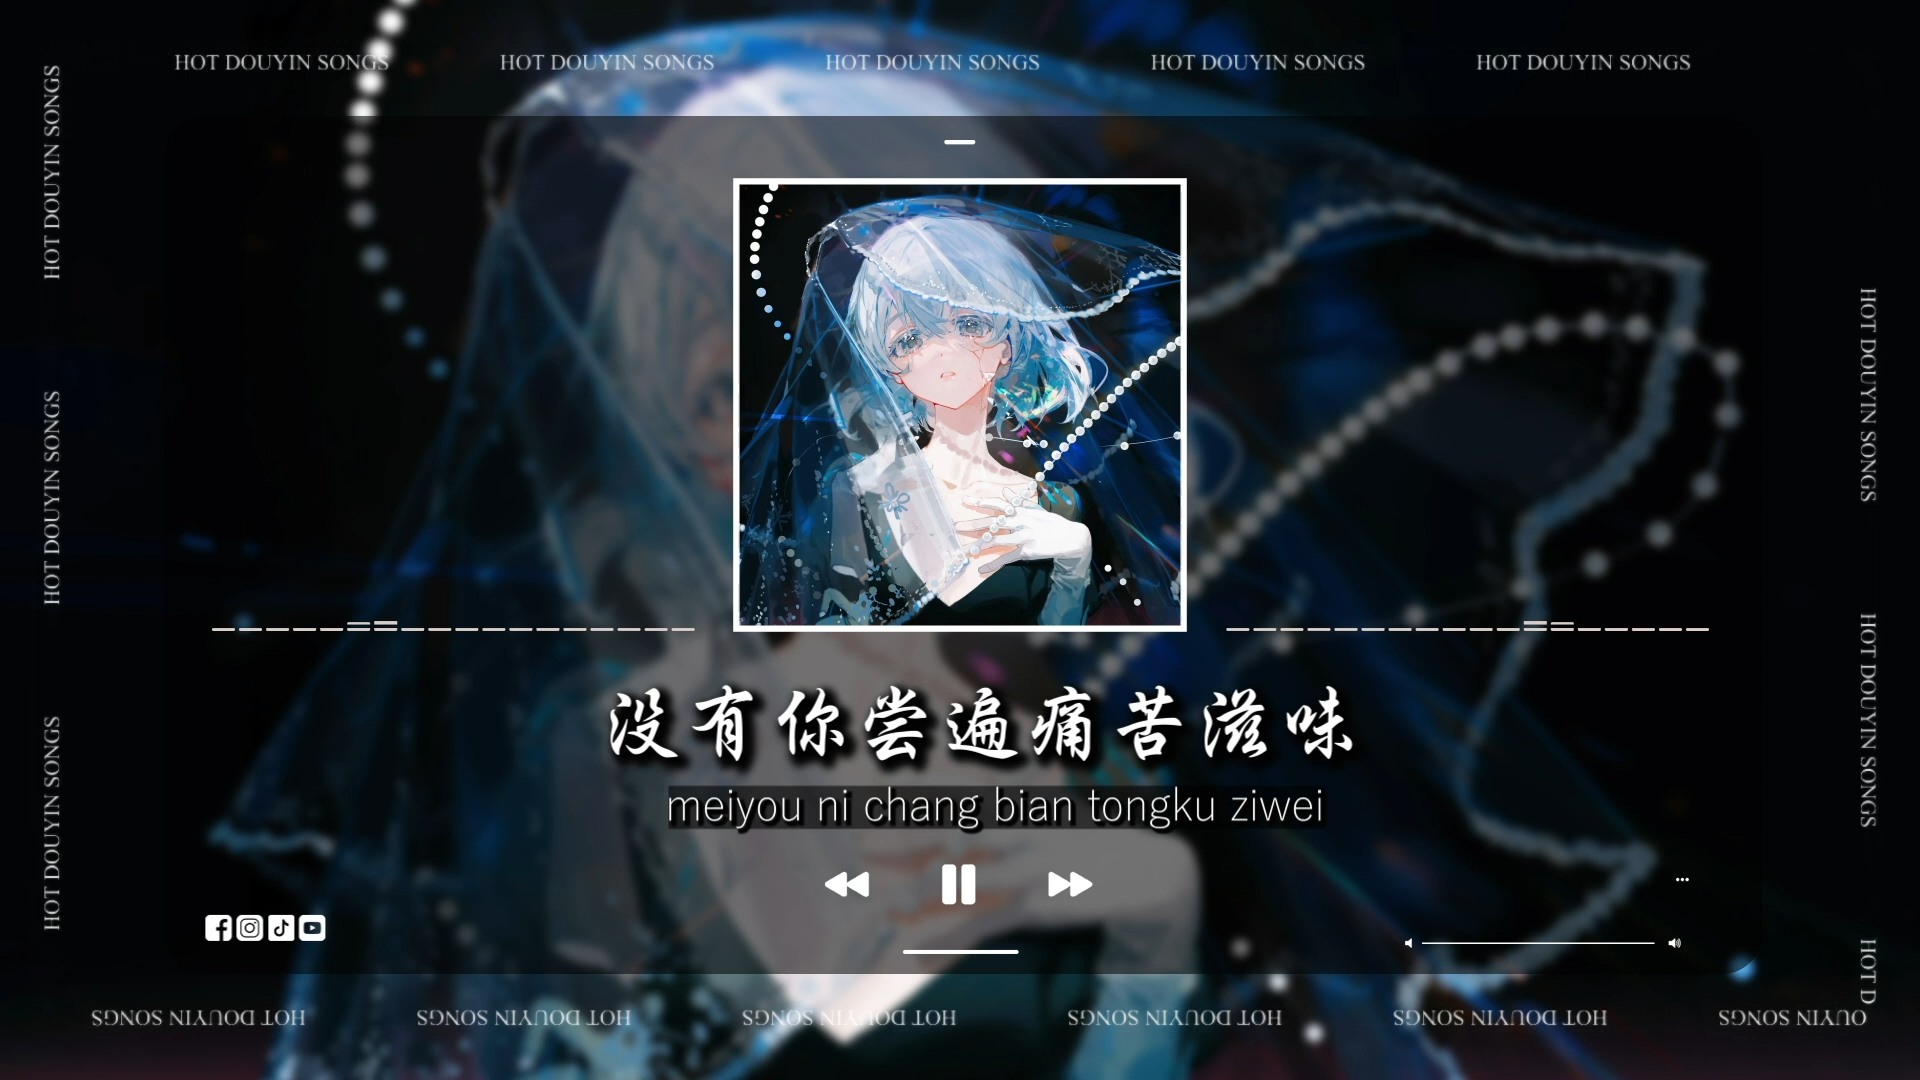 HOT DOUYIN SONGS HOT DOUYIN SONGS HOT DOUYIN SONGS HOT DOUYIN SONGS HOT DOUYIN SONGS
HOT DOUYIN SONGS
HOT DOUYIN SONGS
HOT DOUYIN SONGS
没有你尝遍痛苦滋味
meiyou ni chang bian tongku ziwei
HOT DOUYIN SONGS
HOT DOUYIN SONGS
HOT D
OUYIN SONGS HOT DOUYIN SONGS HOT DOUYIN SONGS HOT DOUYIN SONGS HOT DOUYIN SONGS HOT DOUYIN SONGS